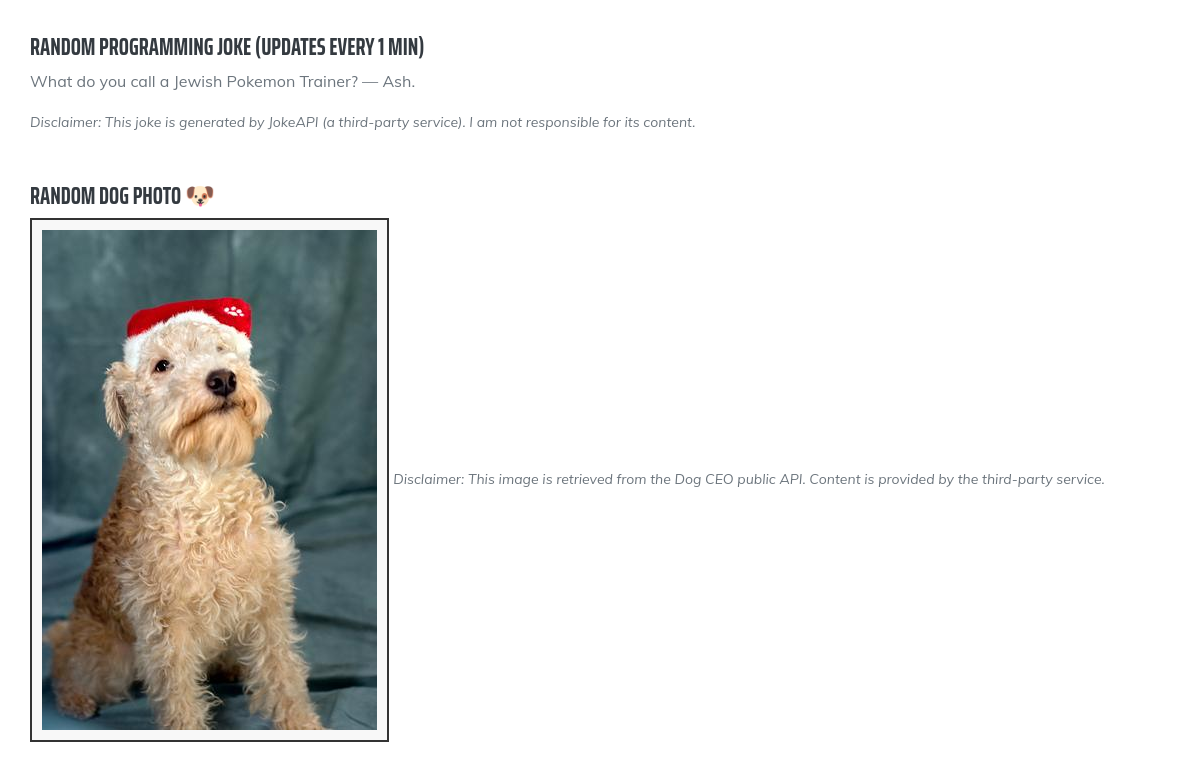 RANDOM PROGRAMMING JOKE (UPDATES EVERY 1 MIN)
What do you call a Jewish Pokemon Trainer? — Ash.
Disclaimer: This joke is generated by JokeAPI (a third-party service). I am not responsible for its content.
RANDOM DOG PHOTO 🐶
Disclaimer: This image is retrieved from the Dog CEO public API. Content is provided by the third-party service.